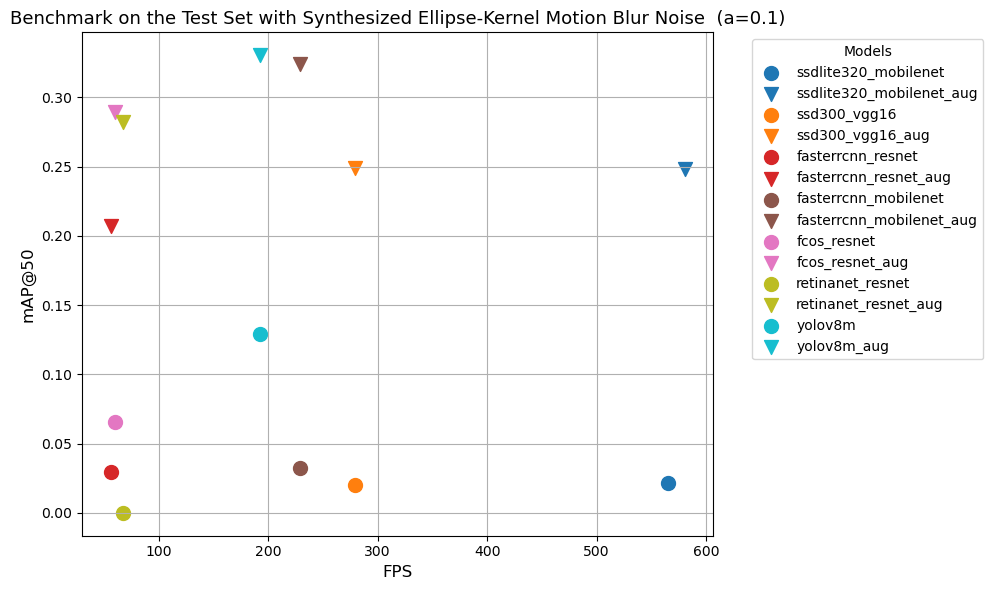 Benchmark on the Test Set with Synthesized Ellipse-Kernel Motion Blur Noise  (a=0.1)
mAP@50
0.30
0.25
0.20
0.15
0.10
0.05
0.00
100 200 300 400 500 600
FPS
Models
ssdlite320_mobilenet
ssdlite320_mobilenet_aug
ssd300_vgg16
ssd300_vgg16_aug
fasterrcnn_resnet
fasterrcnn_resnet_aug
fasterrcnn_mobilenet
fasterrcnn_mobilenet_aug
fcos_resnet
fcos_resnet_aug
retinanet_resnet
retinanet_resnet_aug
yolov8m
yolov8m_aug